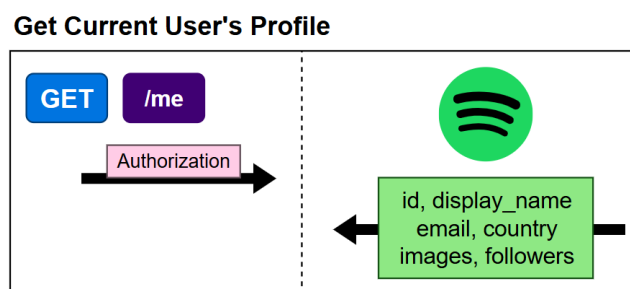 Get Current User's Profile
GET
/me
Authorization
id, display_name
email, country
images, followers